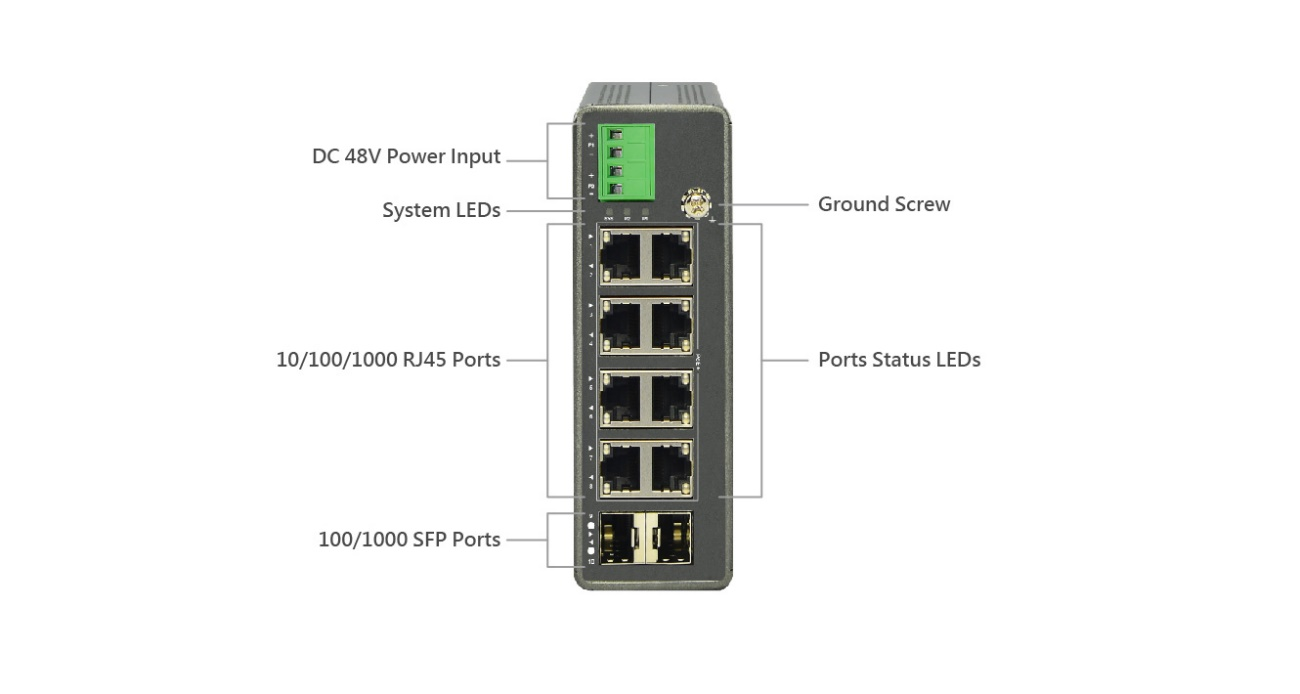 DC 48V Power Input
System LEDs
Ground Screw
10/100/1000 RJ45 Ports
Ports Status LEDs
100/1000 SFP Ports